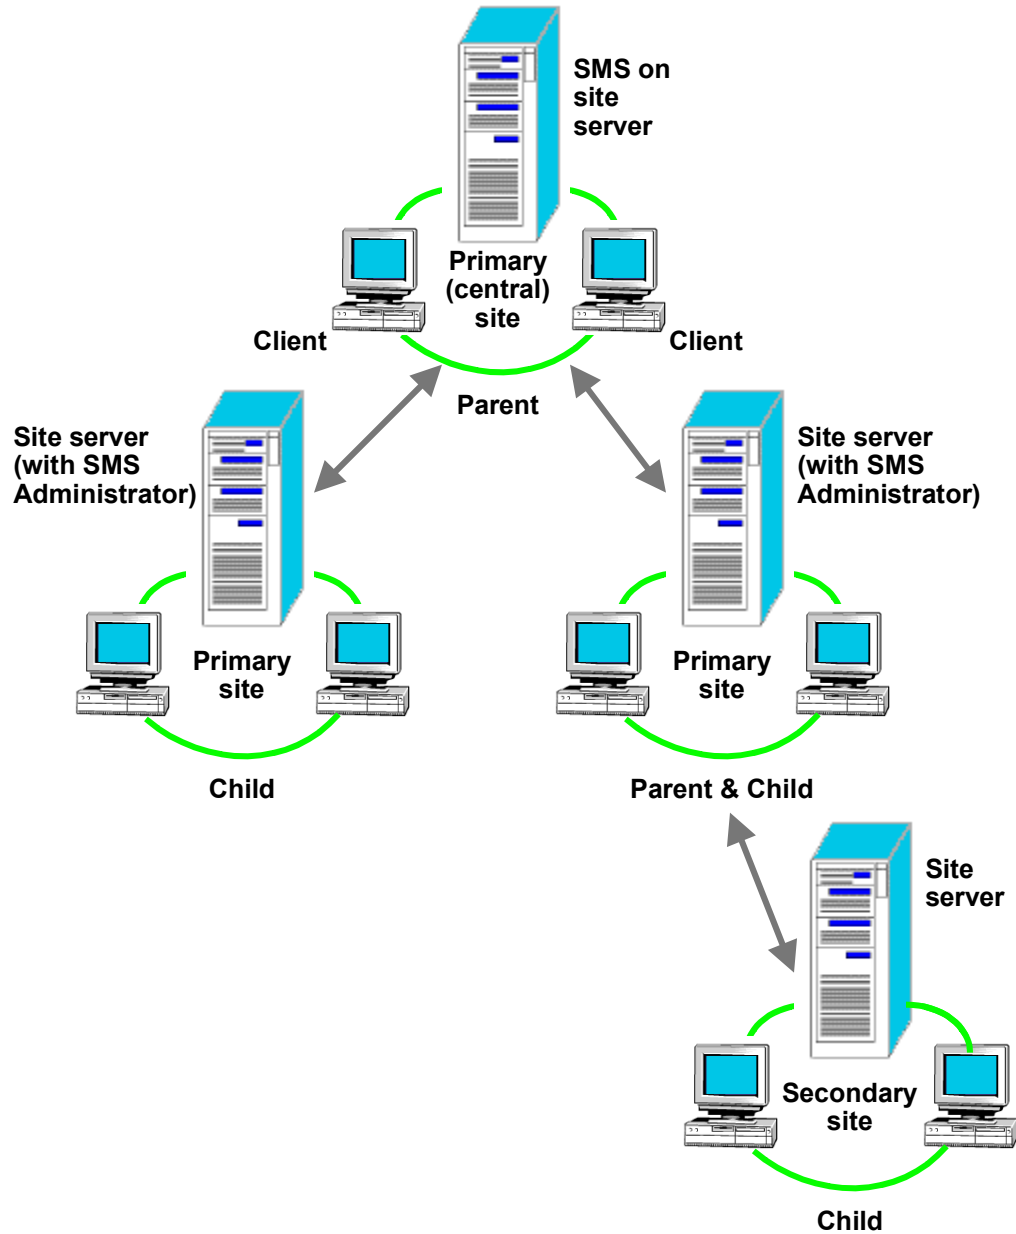 SMS on
site
server
Primary
(central)
site
Client
Client
Parent
Site server
(with SMS
Administrator)
Site server
(with SMS
Administrator)
Primary
site
Primary
site
Child
Parent & Child
Site
server
Secondary
site
Child